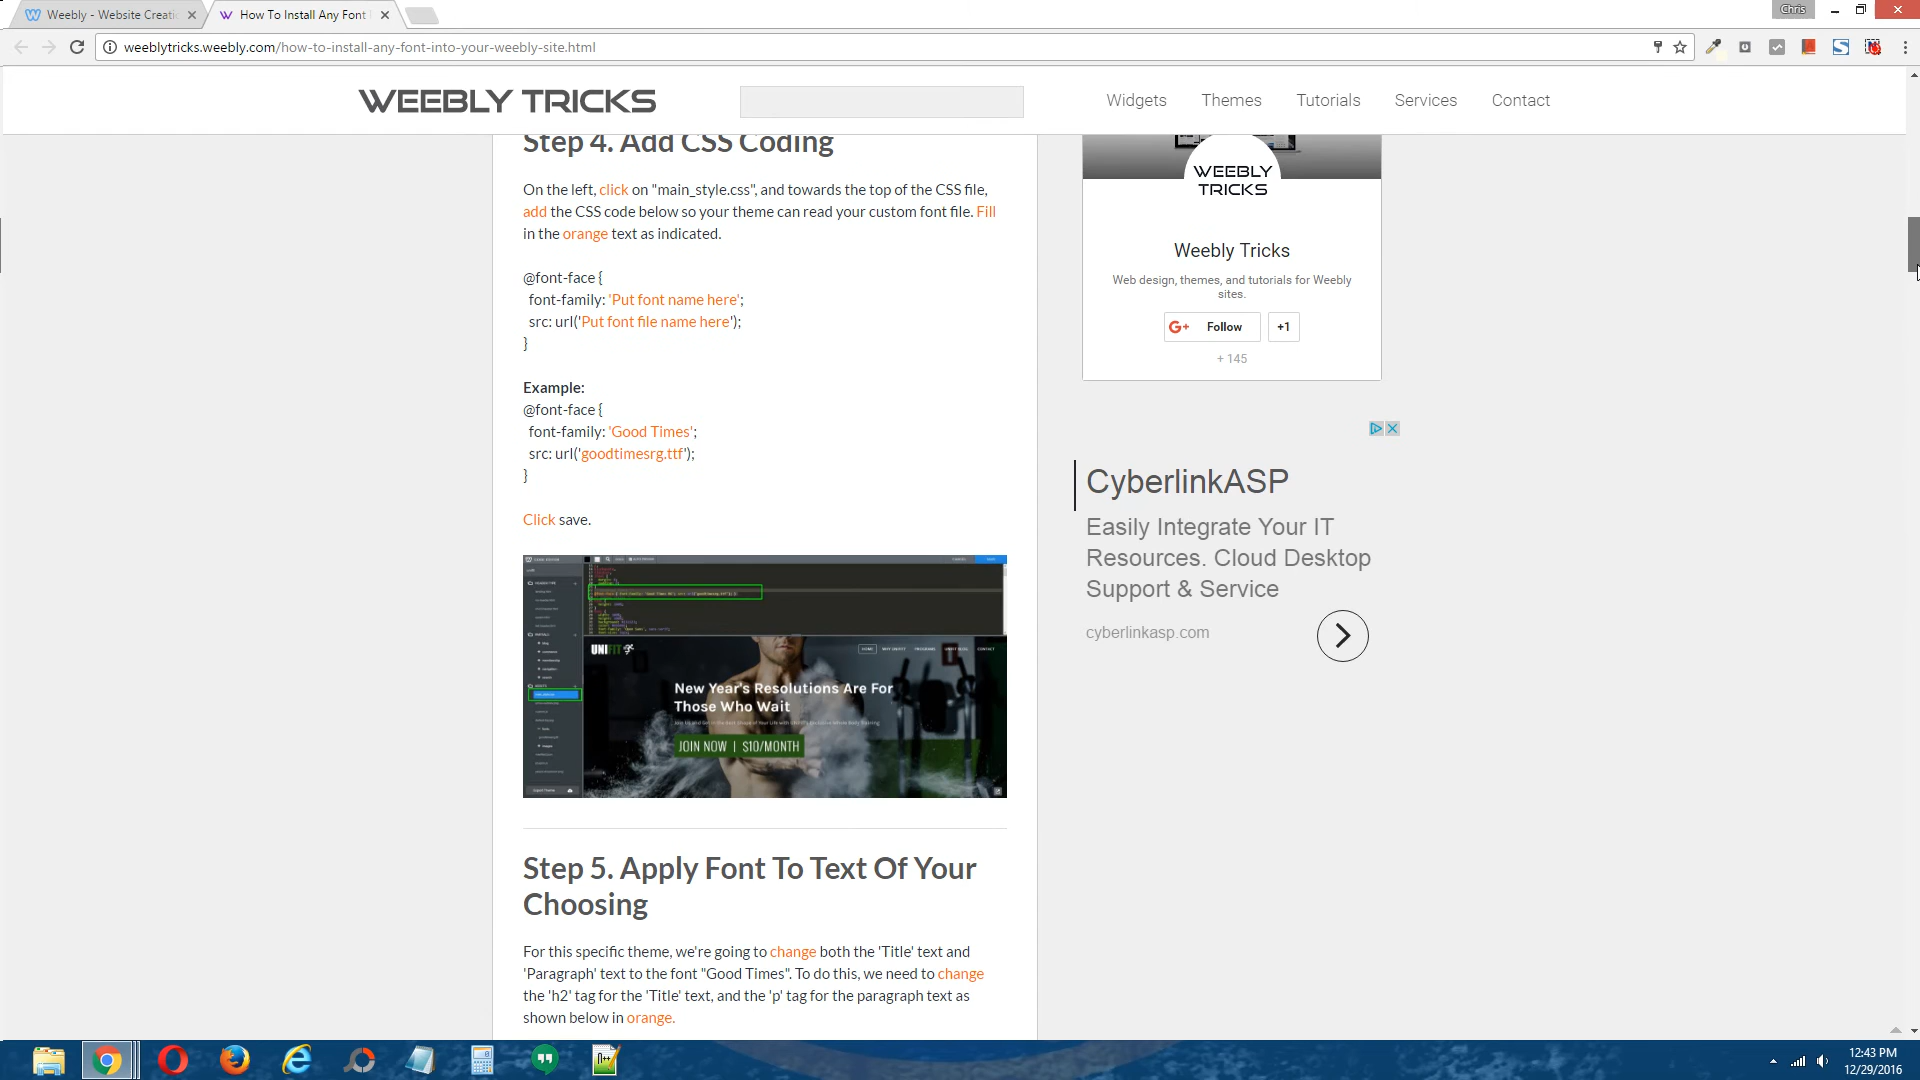 Weebly - Website Creatic
How To Install Any Font
Chris
weeblytricks.weebly.com/how-to-install-any-font-into-your-weebly-site.html
WEEBLY TRICKS
Widgets
Themes
Tutorials
Services
Contact
Step 4. Add CSS Coding
On the left, click on "main_style.css", and towards the top of the CSS file,
add the CSS code below so your theme can read your custom font file. Fill
in the orange text as indicated.
@font-face {
font-family: 'Put font name here';
src: url('Put font file name here');
}
Example:
@font-face {
font-family: 'Good Times';
src: url('goodtimesrg.ttf');
}
Click save.
UNIFIT
HOME
WHY UNIFIT
PROGRAMS
UNIFIT BLOG
CONTACT
New Year's Resolutions Are For
Those Who Wait
JOIN NOW | $10/MONTH
Step 5. Apply Font To Text Of Your
Choosing
For this specific theme, we're going to change both the 'Title' text and
'Paragraph' text to the font "Good Times". To do this, we need to change
the 'h2' tag for the 'Title' text, and the 'p' tag for the paragraph text as
shown below in orange.
WEEBLY
TRICKS
Weebly Tricks
Web design, themes, and tutorials for Weebly
sites.
G+ Follow
+1
+ 145
CyberlinkASP
Easily Integrate Your IT
Resources. Cloud Desktop
Support & Service
cyberlinkasp.com
12:43 PM
12/29/2016